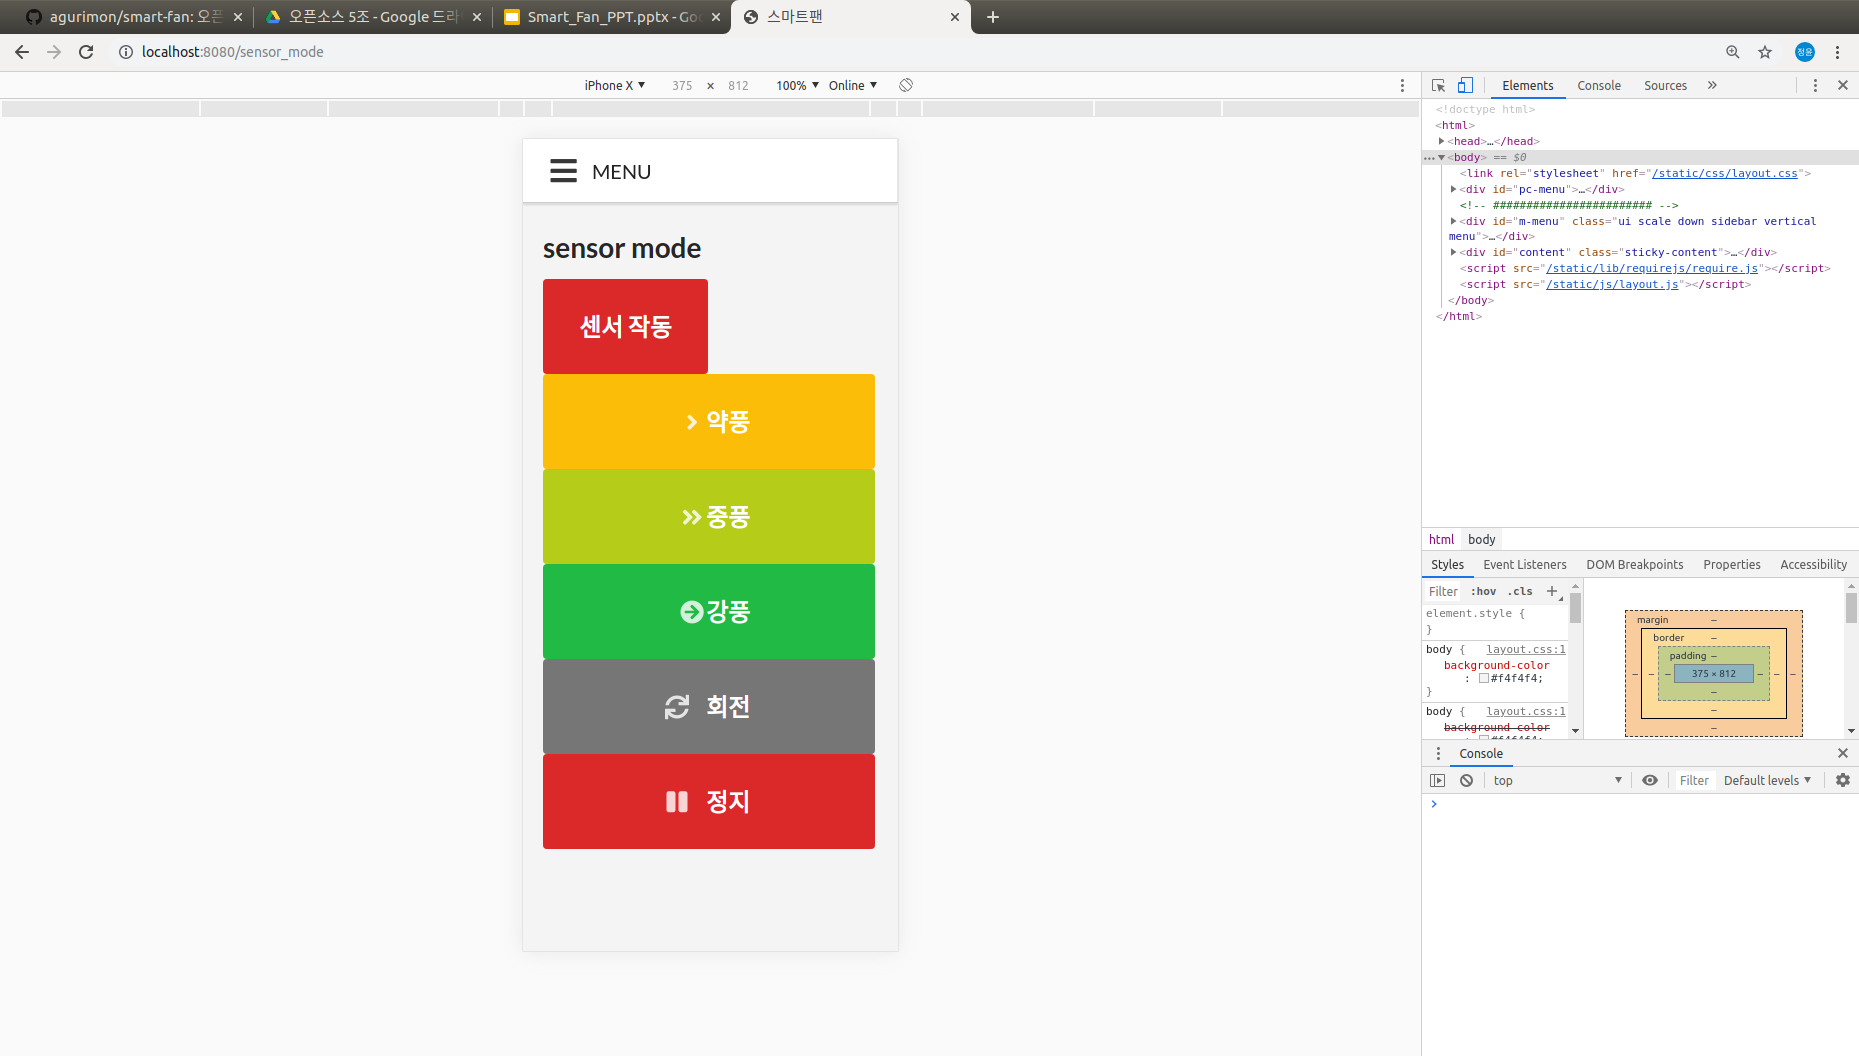 agurimon/smart-fan: 오픈
오픈소스 5조 - Google 드라
Smart_Fan_PPT.pptx - Goo
스마트팬
localhost:8080/sensor_mode
정윤
iPhone X 375 × 812 100% Online
Elements Console Sources
<!doctype html>
<html>
<head>…</head>
<body> == $0
<link rel="stylesheet" href="/static/css/layout.css">
<div id="pc-menu">…</div>
<!-- ######################## -->
<div id="m-menu" class="ui scale down sidebar vertical
menu">…</div>
<div id="content" class="sticky-content">…</div>
<script src="/static/lib/requirejs/require.js"></script>
<script src="/static/js/layout.js"></script>
</body>
</html>
MENU
sensor mode
센서 작동
약풍
중풍
강풍
회전
정지
html body
Styles Event Listeners DOM Breakpoints Properties Accessibility
Filter :hov .cls +
element.style {
}
body { layout.css:1
background-color
: #f4f4f4;
}
body { layout.css:1
background-color
: #f4f4f4;
margin –
border –
padding –
– – – 375 × 812 – – –
–
–
–
Console
top Filter Default levels